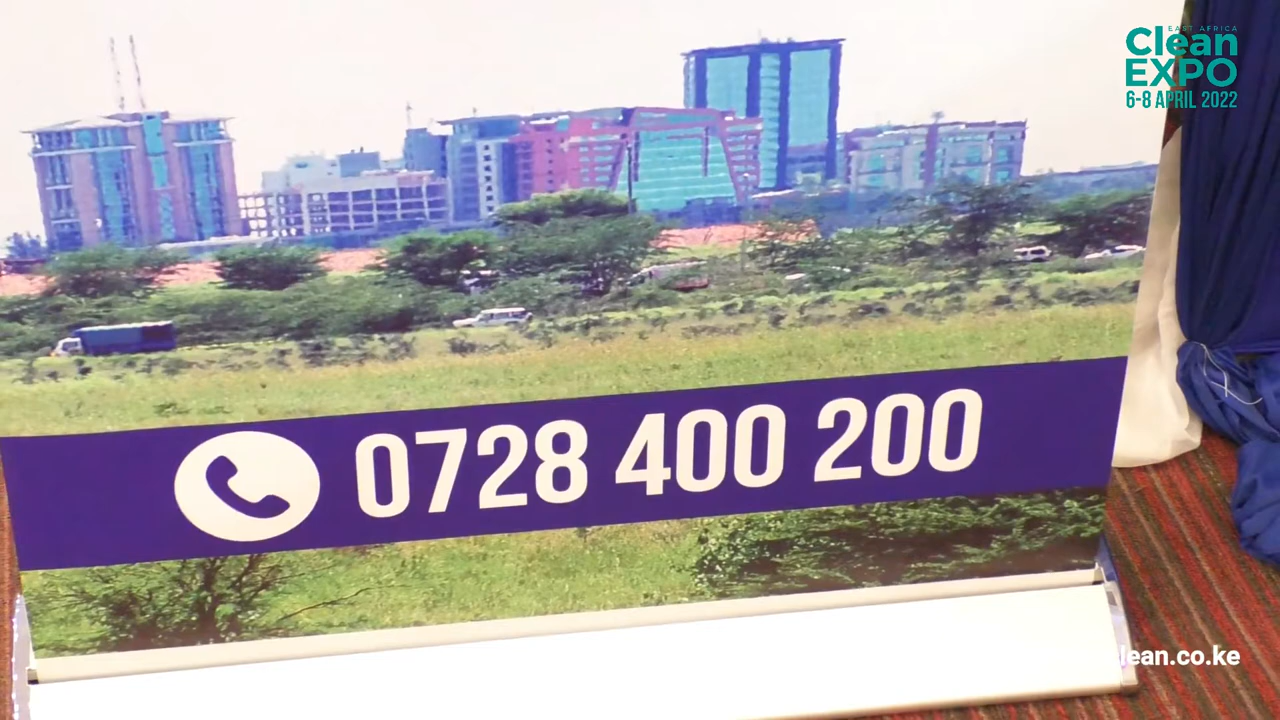 EAST AFRICA
Clean
EXPO
6-8 APRIL 2022
0728 400 200
lean.co.ke